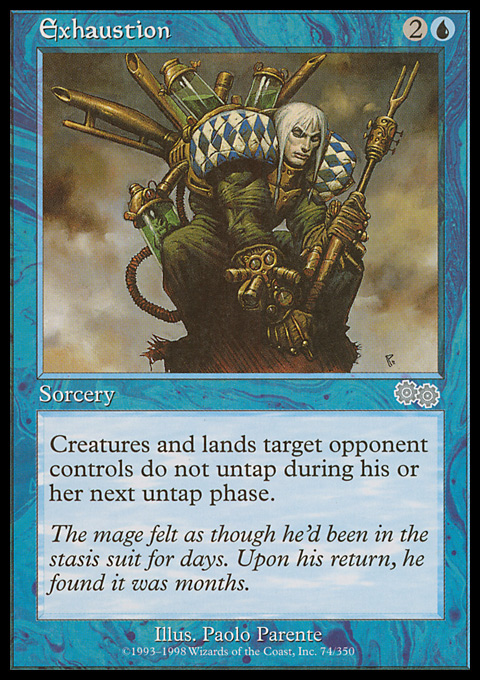 Exhaustion 2
Sorcery
Creatures and lands target opponent
controls do not untap during his or
her next untap phase.
The mage felt as though he'd been in the
stasis suit for days. Upon his return, he
found it was months.
Illus. Paolo Parente
©1993–1998 Wizards of the Coast, Inc. 74/350